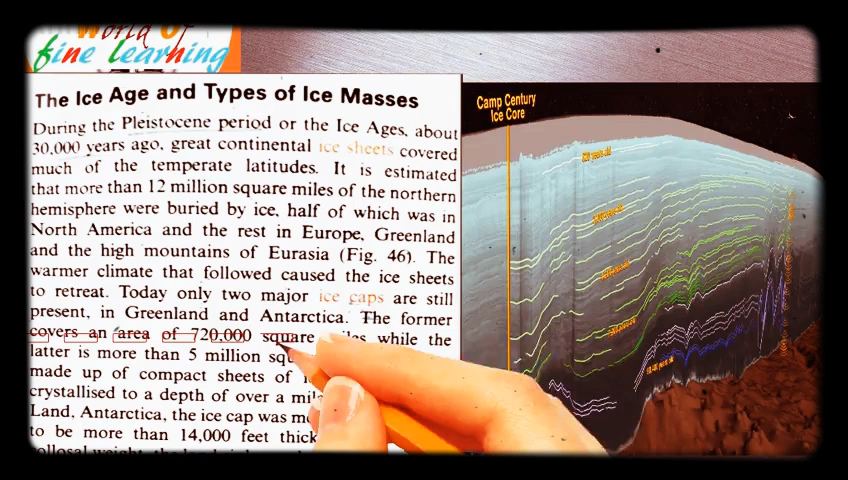 World Of
fine learning
The Ice Age and Types of Ice Masses
During the Pleistocene period or the Ice Ages, about
30,000 years ago, great continental ice sheets covered
much of the temperate latitudes. It is estimated
that more than 12 million square miles of the northern
hemisphere were buried by ice, half of which was in
North America and the rest in Europe, Greenland
and the high mountains of Eurasia (Fig. 46). The
warmer climate that followed caused the ice sheets
to retreat. Today only two major ice caps are still
present, in Greenland and Antarctica. The former
covers an area of 720,000 square while the
latter is more than 5 million
made up of compact sheets of
crystallised to a depth of over a
Land, Antarctica, the ice cap was
to be more than 14,000 feet thick
Camp Century
Ice Core